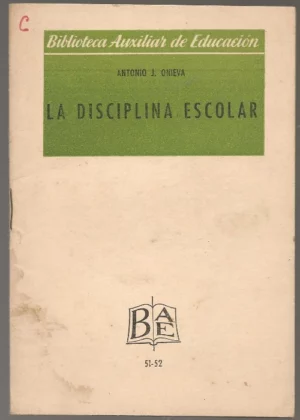 C
Biblioteca Auxiliar de Educación
ANTONIO J. ONIEVA
LA DISCIPLINA ESCOLAR
BAE
51-52